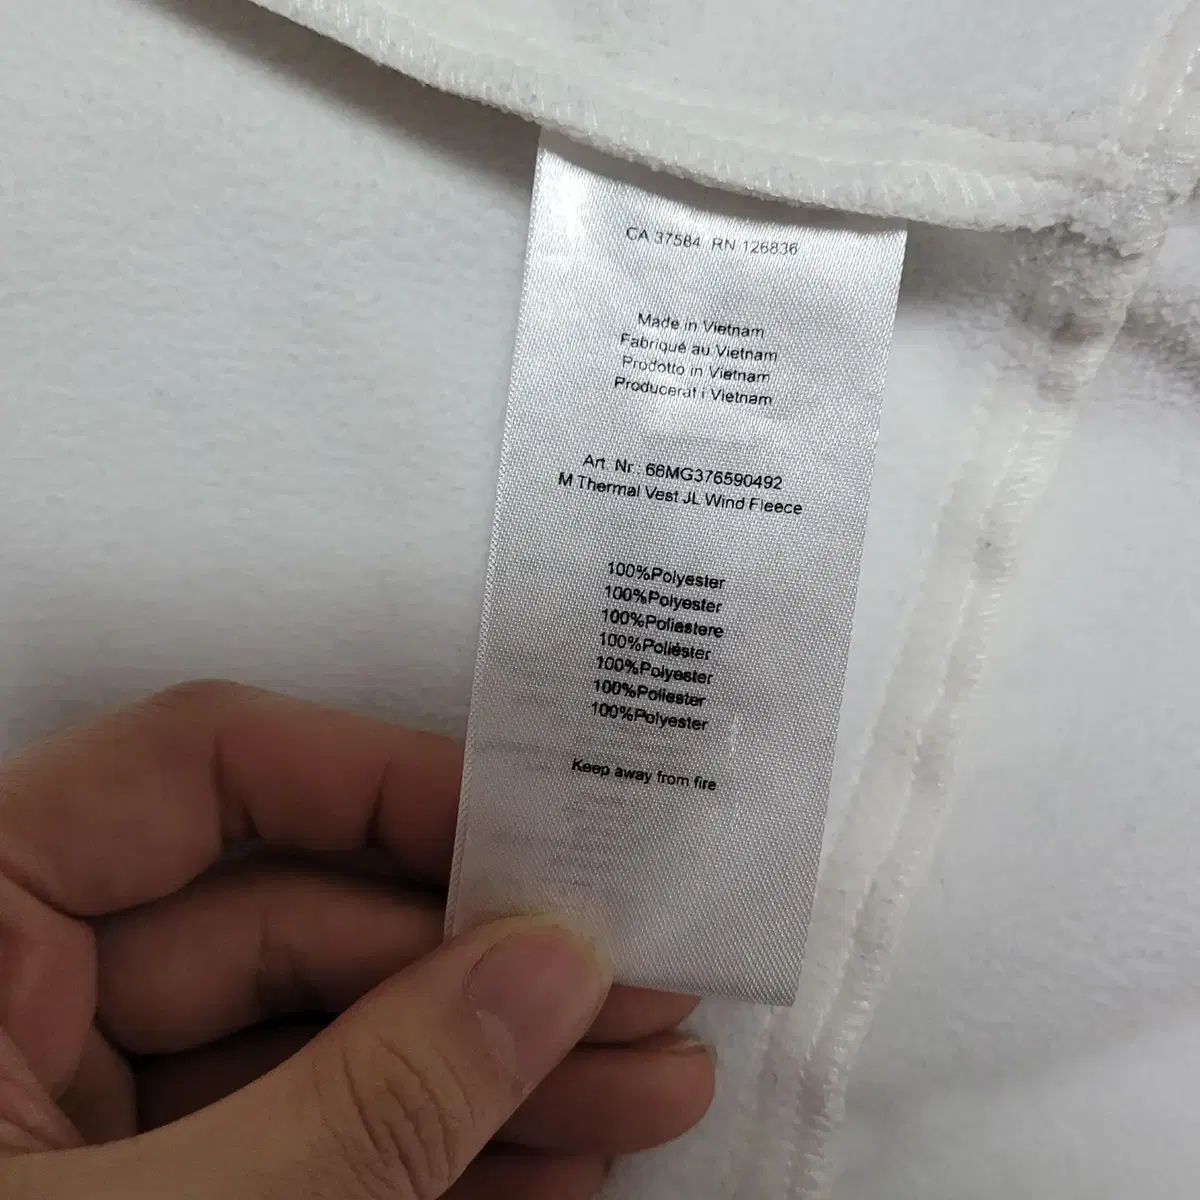 CA 37584 RN 126836
Made in Vietnam
Fabriqué au Vietnam
Prodotto in Vietnam
Producerat i Vietnam
Art. Nr.: 66MG376590492
M Thermal Vest JL Wind Fleece
100%Polyester
100%Polyester
100%Poliestere
100%Poliéster
100%Polyester
100%Poliester
100%Polyester
Keep away from fire